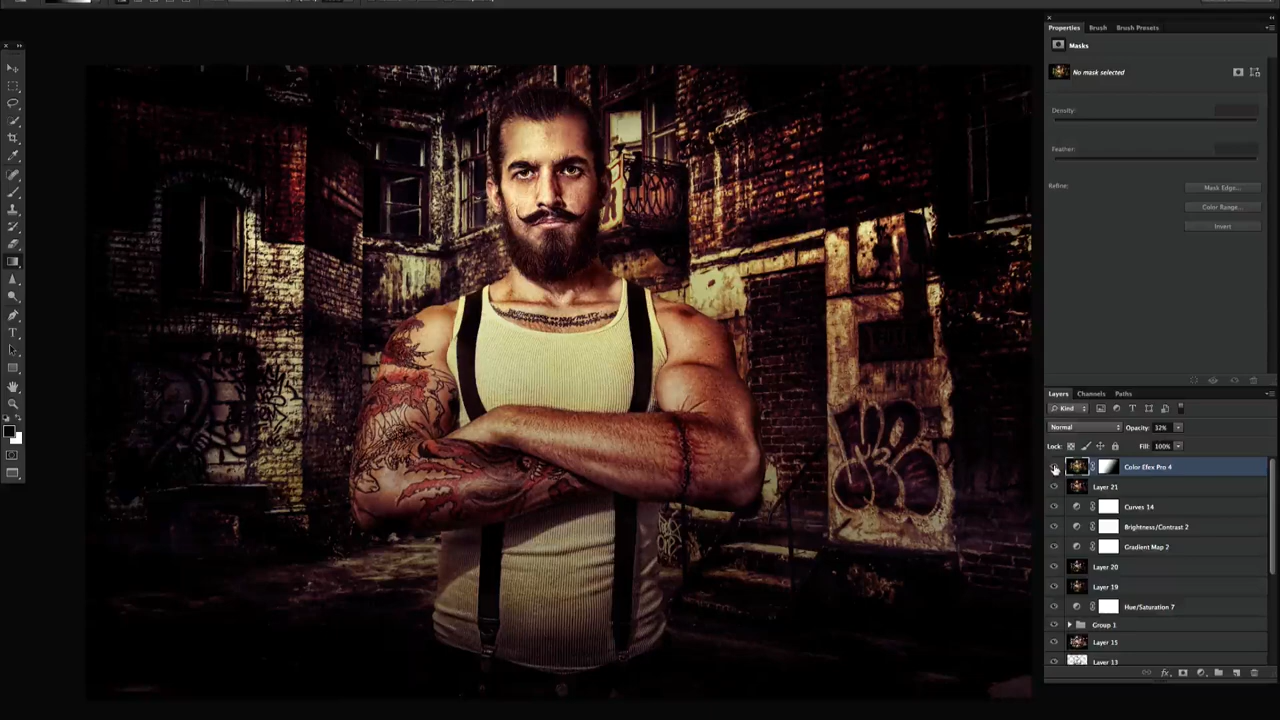 Properties Brush Brush Presets
Masks
No mask selected
Density:
Feather:
Refine:
Mask Edge...
Color Range...
Invert
Layers Channels Paths
Kind
Normal Opacity: 32%
Lock: Fill: 100%
Color Efex Pro 4
Layer 21
Curves 14
Brightness/Contrast 2
Gradient Map 2
Layer 20
Layer 19
Hue/Saturation 7
Group 1
Layer 15
Layer 13